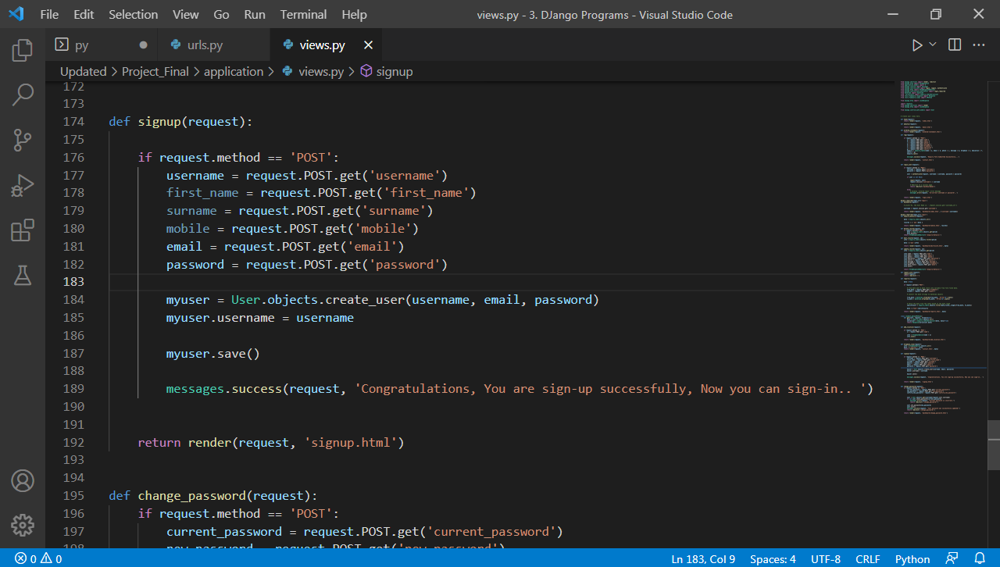 File Edit Selection View Go Run Terminal Help views.py - 3. DJango Programs - Visual Studio Code
py urls.py views.py
Updated > Project_Final > application > views.py > signup
172
173
174 def signup(request):
175
176 if request.method == 'POST':
177 username = request.POST.get('username')
178 first_name = request.POST.get('first_name')
179 surname = request.POST.get('surname')
180 mobile = request.POST.get('mobile')
181 email = request.POST.get('email')
182 password = request.POST.get('password')
183
184 myuser = User.objects.create_user(username, email, password)
185 myuser.username = username
186
187 myuser.save()
188
189 messages.success(request, 'Congratulations, You are sign-up successfully, Now you can sign-in.. ')
190
191
192 return render(request, 'signup.html')
193
194
195 def change_password(request):
196 if request.method == 'POST':
197 current_password = request.POST.get('current_password')
198 new_password = request.POST.get('new_password')
0 0 Ln 183, Col 9 Spaces: 4 UTF-8 CRLF Python